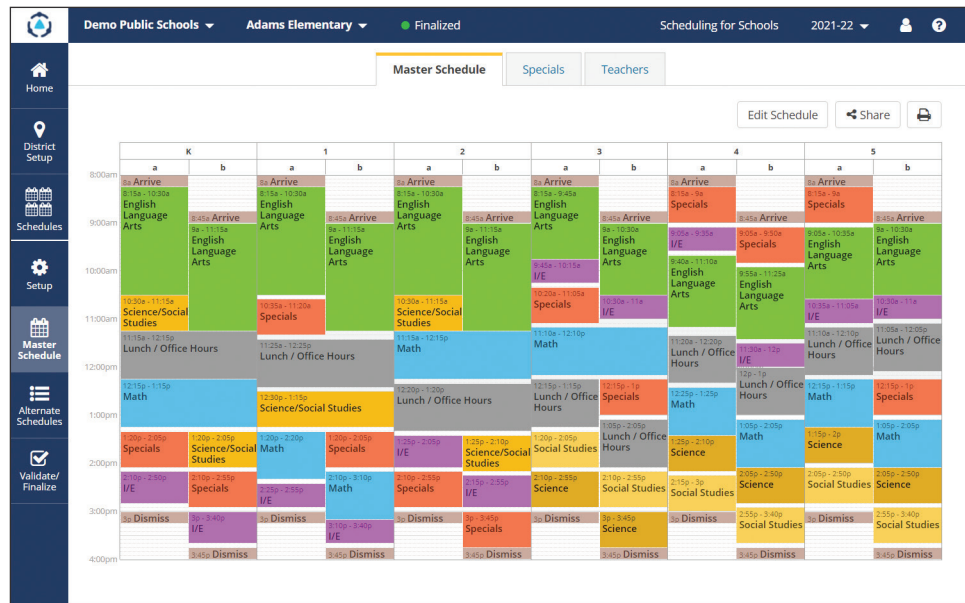 Demo Public Schools
Adams Elementary
Finalized
Scheduling for Schools
2021-22
Home
District
Setup
Schedules
Setup
Master
Schedule
Alternate
Schedules
Validate/
Finalize
Master Schedule
Specials
Teachers
Edit Schedule
Share
K
1
2
3
4
5
a
b
a
b
a
b
a
b
a
b
a
b
8:00am
9:00am
10:00am
11:00am
12:00pm
1:00pm
2:00pm
3:00pm
4:00pm
8a Arrive
8:15a - 10:30a
English
Language
Arts
10:30a - 11:15a
Science/Social
Studies
11:15a - 12:15p
Lunch / Office Hours
12:15p - 1:15p
Math
1:20p - 2:05p
Specials
2:10p - 2:50p
I/E
3p Dismiss
8:45a Arrive
9a - 11:15a
English
Language
Arts
1:20p - 2:05p
Science/Social
Studies
2:10p - 2:55p
Specials
3p - 3:40p
I/E
3:45p Dismiss
8a Arrive
8:15a - 10:30a
English
Language
Arts
10:35a - 11:20a
Specials
11:25a - 12:25p
Lunch / Office Hours
12:30p - 1:15p
Science/Social Studies
1:20p - 2:20p
Math
2:25p - 2:55p
I/E
3p Dismiss
8:45a Arrive
9a - 11:15a
English
Language
Arts
1:20p - 2:05p
Specials
2:10p - 3:10p
Math
3:10p - 3:40p
I/E
3:45p Dismiss
8a Arrive
8:15a - 10:30a
English
Language
Arts
10:30a - 11:15a
Science/Social
Studies
11:15a - 12:15p
Math
12:20p - 1:20p
Lunch / Office Hours
1:25p - 2:05p
I/E
2:10p - 2:55p
Specials
3p Dismiss
8:45a Arrive
9a - 11:15a
English
Language
Arts
1:25p - 2:10p
Science/Social
Studies
2:15p - 2:55p
I/E
3p - 3:45p
Specials
3:45p Dismiss
8a Arrive
8:15a - 9:45a
English
Language
Arts
9:45a - 10:15a
I/E
10:20a - 11:05a
Specials
11:10a - 12:10p
Math
12:15p - 1:15p
Lunch / Office
Hours
1:20p - 2:05p
Social Studies
2:10p - 2:55p
Science
3p Dismiss
8:45a Arrive
9a - 10:30a
English
Language
Arts
10:30a - 11a
I/E
12:15p - 1p
Specials
1:05p - 2:05p
Lunch / Office
Hours
2:10p - 2:55p
Social Studies
3p - 3:45p
Science
3:45p Dismiss
8a Arrive
8:15a - 9a
Specials
9:05a - 9:35a
I/E
9:40a - 11:10a
English
Language
Arts
11:20a - 12:20p
Lunch / Office
Hours
12:25p - 1:25p
Math
1:25p - 2:10p
Science
2:15p - 3p
Social Studies
3p Dismiss
8:45a Arrive
9:05a - 9:50a
Specials
9:55a - 11:25a
English
Language
Arts
11:30a - 12p
I/E
12p - 1p
Lunch / Office
Hours
1:05p - 2:05p
Math
2:05p - 2:50p
Science
2:55p - 3:40p
Social Studies
3:45p Dismiss
8a Arrive
8:15a - 9a
Specials
9:05a - 10:35a
English
Language
Arts
10:35a - 11:05a
I/E
11:10a - 12:10p
Lunch / Office
Hours
12:15p - 1:15p
Math
1:15p - 2p
Science
2:05p - 2:50p
Social Studies
3p Dismiss
8:45a Arrive
9a - 10:30a
English
Language
Arts
10:30a - 11a
I/E
11:05a - 12:05p
Lunch / Office
Hours
12:15p - 1p
Specials
1:05p - 2:05p
Math
2:05p - 2:50p
Science
2:55p - 3:40p
Social Studies
3:45p Dismiss